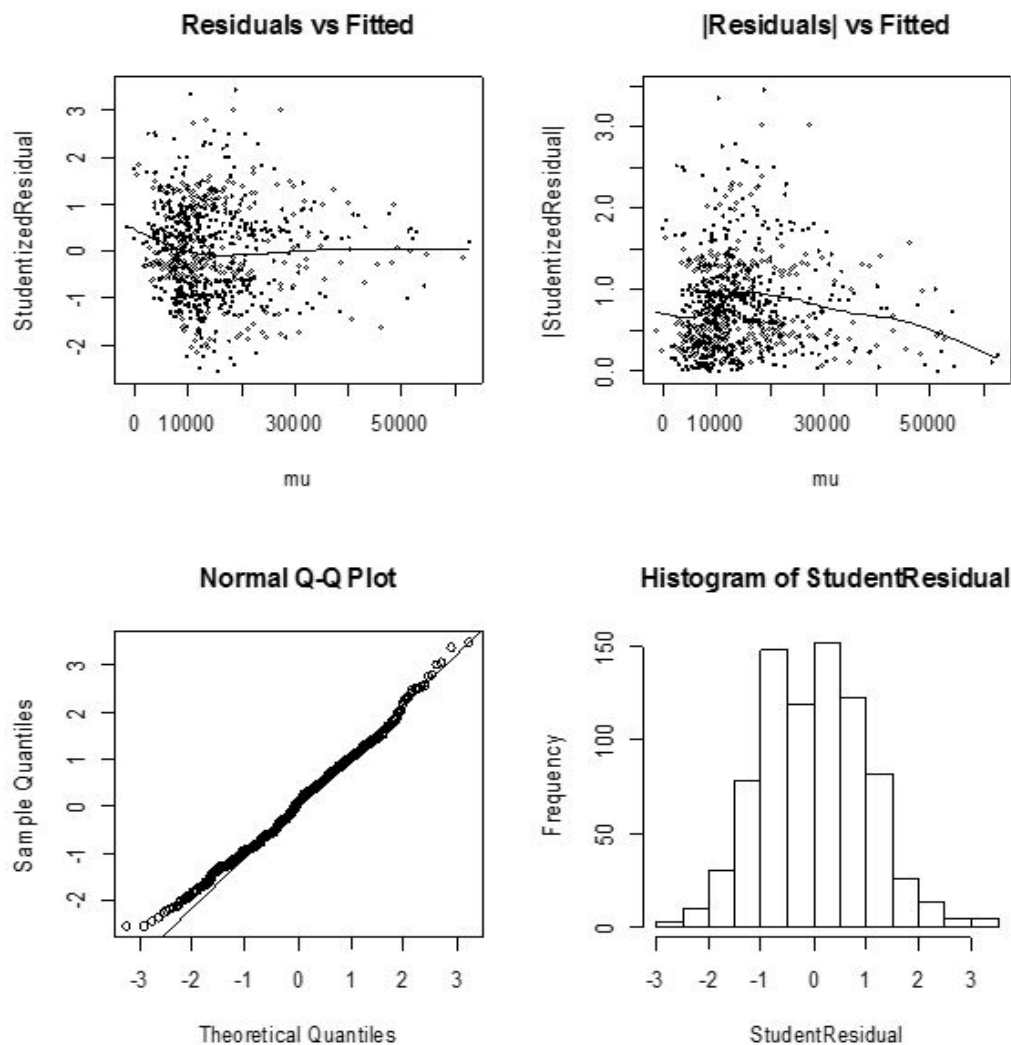 Residuals vs Fitted
StudentizedResidual
3
2
1
0
-1
-2
0 10000 30000 50000
mu
|Residuals| vs Fitted
|StudentizedResidual|
3.0
2.0
1.0
0.0
0 10000 30000 50000
mu
Normal Q-Q Plot
Sample Quantiles
3
2
1
0
-1
-2
-3 -2 -1 0 1 2 3
Theoretical Quantiles
Histogram of StudentResidual
Frequency
150
100
50
0
-3 -2 -1 0 1 2 3
StudentResidual